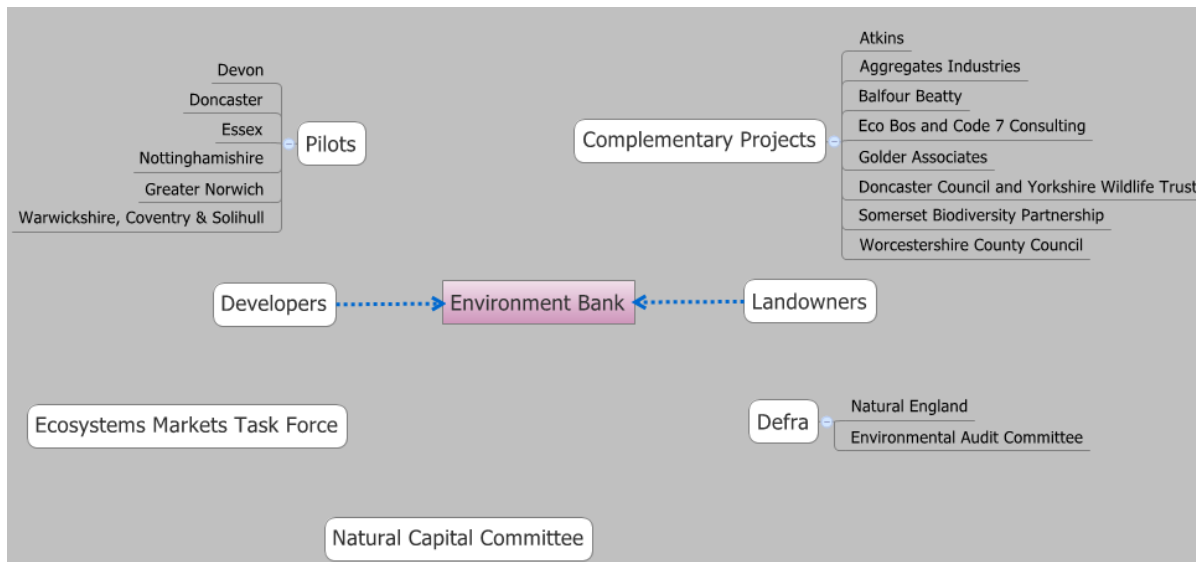 Devon
Doncaster
Essex
Nottinghamishire
Greater Norwich
Warwickshire, Coventry & Solihull
Pilots
Complementary Projects
Atkins
Aggregates Industries
Balfour Beatty
Eco Bos and Code 7 Consulting
Golder Associates
Doncaster Council and Yorkshire Wildlife Trust
Somerset Biodiversity Partnership
Worcestershire County Council
Developers
Environment Bank
Landowners
Ecosystems Markets Task Force
Defra
Natural England
Environmental Audit Committee
Natural Capital Committee